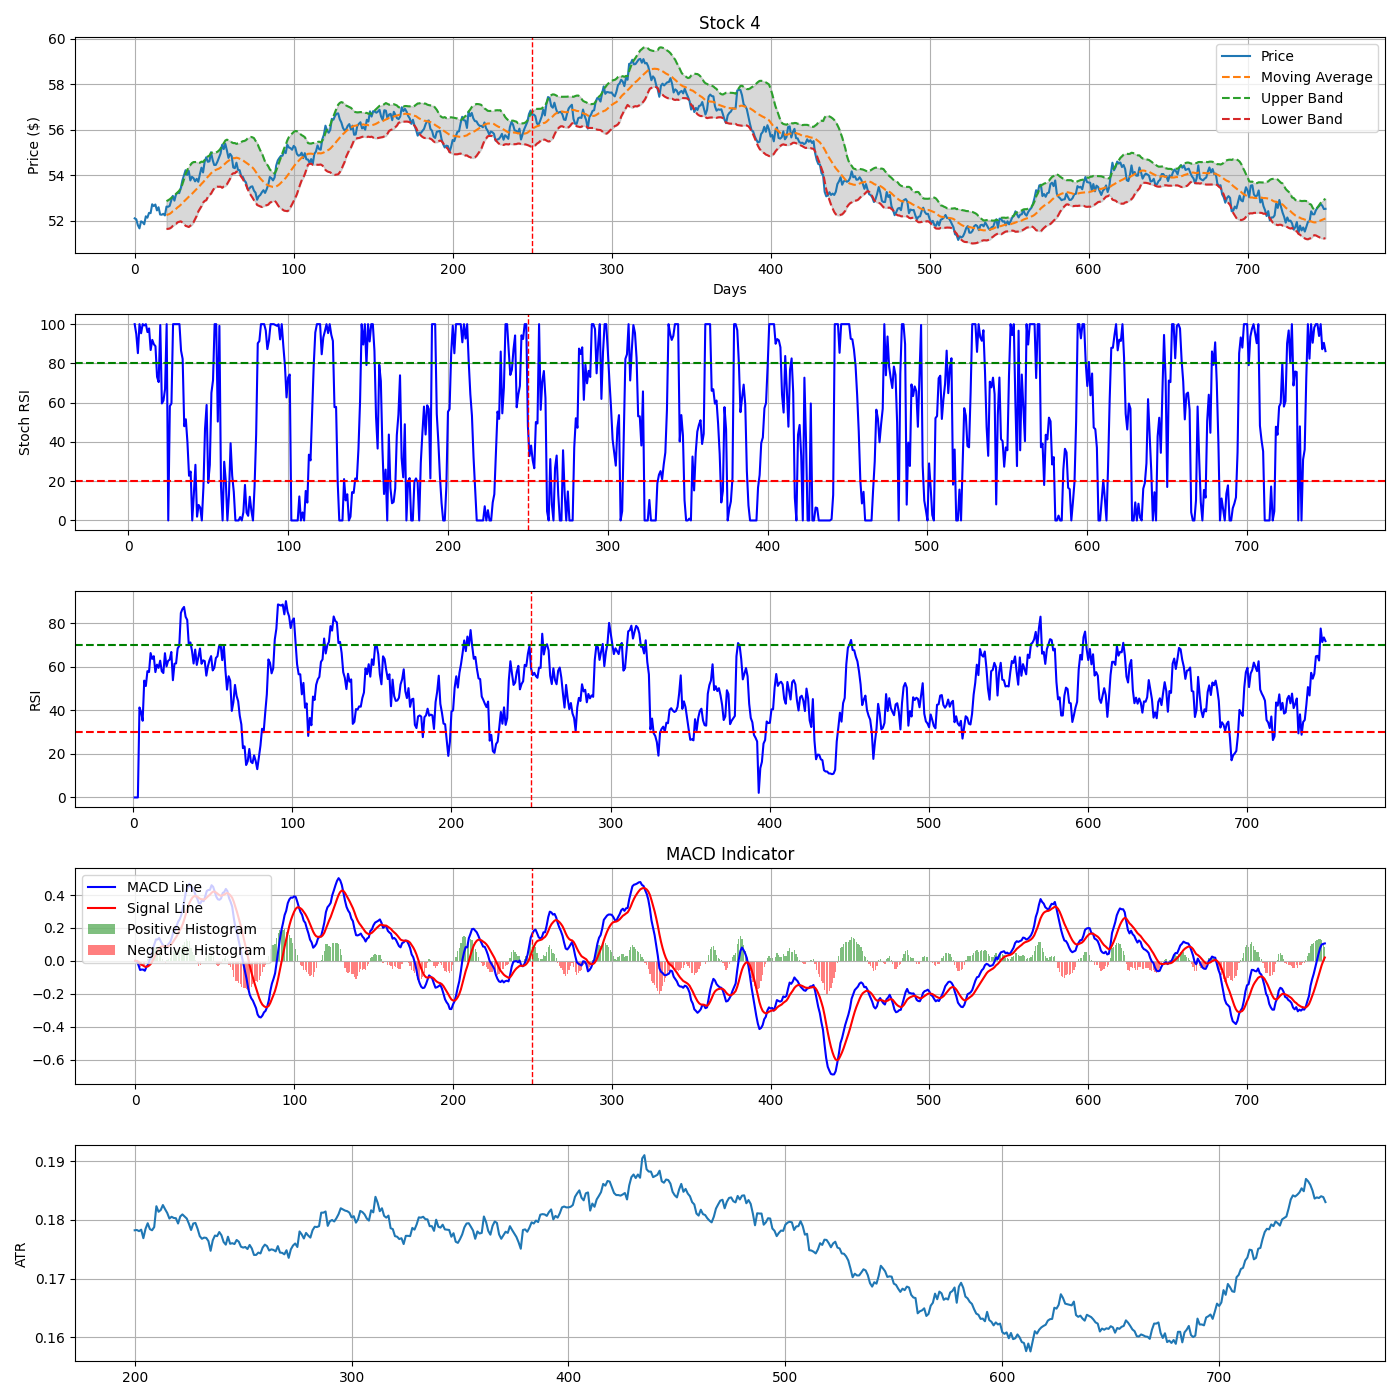 Stock 4
Price ($)
60
58
56
54
52
Price
Moving Average
Upper Band
Lower Band
0 100 200 300 400 500 600 700
Days
Stoch RSI
100
80
60
40
20
0
0 100 200 300 400 500 600 700
RSI
80
60
40
20
0
0 100 200 300 400 500 600 700
MACD Indicator
0.4
0.2
0.0
−0.2
−0.4
−0.6
MACD Line
Signal Line
Positive Histogram
Negative Histogram
0 100 200 300 400 500 600 700
ATR
0.19
0.18
0.17
0.16
200 300 400 500 600 700